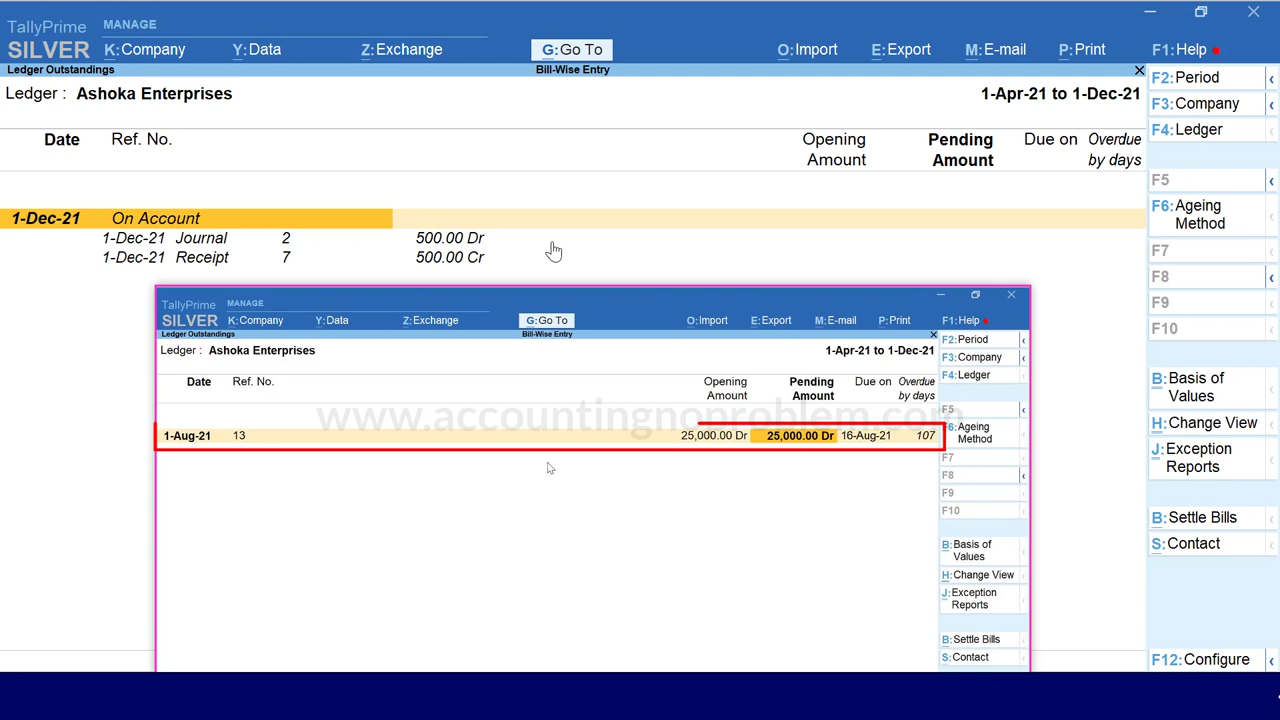 TallyPrime MANAGE
SILVER K:Company Y:Data Z:Exchange G:Go To O:Import E:Export M:E-mail P:Print F1:Help
Ledger Outstandings Bill-Wise Entry
Ledger : Ashoka Enterprises 1-Apr-21 to 1-Dec-21
Date Ref. No. Opening Pending Due on Overdue
Amount Amount by days
1-Dec-21 On Account
1-Dec-21 Journal 2 500.00 Dr
1-Dec-21 Receipt 7 500.00 Cr
F2:Period
F3:Company
F4:Ledger
F5
F6:Ageing
Method
F7
F8
F9
F10
B:Basis of
Values
H:Change View
J:Exception
Reports
B:Settle Bills
S:Contact
F12:Configure
TallyPrime MANAGE
SILVER K:Company Y:Data Z:Exchange G:Go To O:Import E:Export M:E-mail P:Print F1:Help
Ledger Outstandings Bill-Wise Entry
Ledger : Ashoka Enterprises 1-Apr-21 to 1-Dec-21
Date Ref. No. Opening Pending Due on Overdue
Amount Amount by days
www.accountingnoproblem.com
1-Aug-21 13 25,000.00 Dr 25,000.00 Dr 16-Aug-21 107
F2:Period
F3:Company
F4:Ledger
F5
F6:Ageing
Method
F7
F8
F9
F10
B:Basis of
Values
H:Change View
J:Exception
Reports
B:Settle Bills
S:Contact